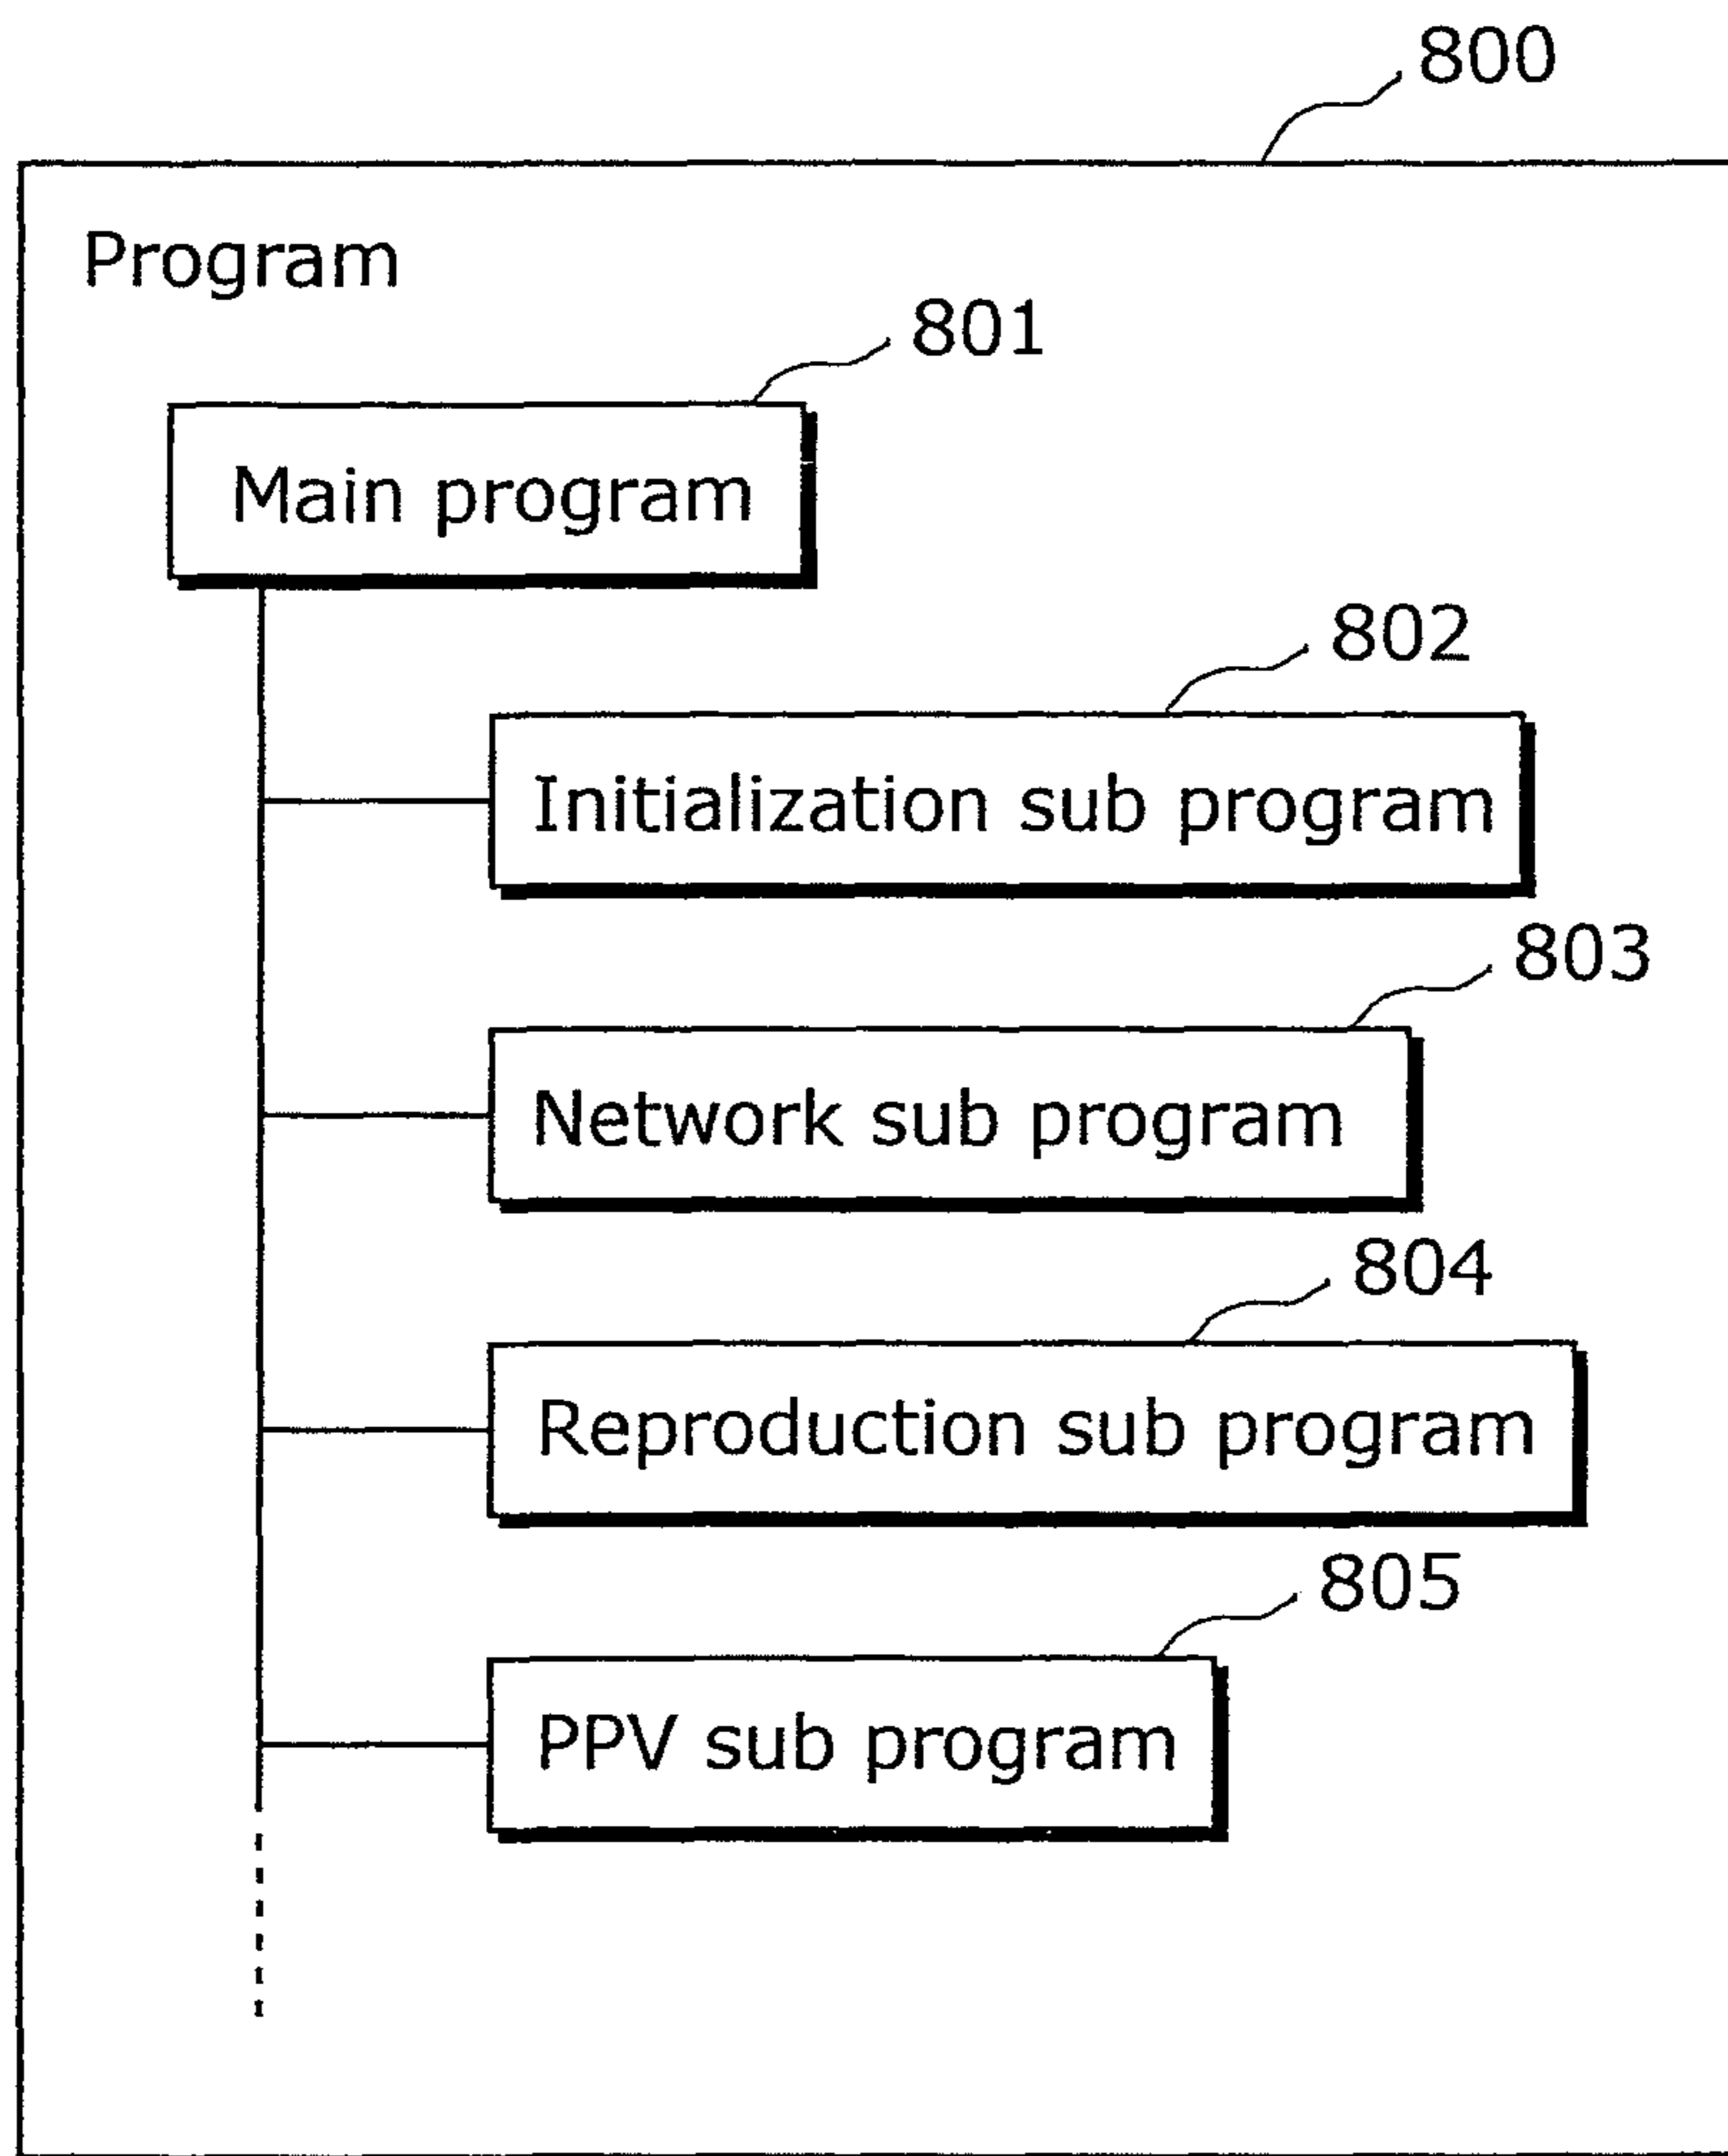 800
Program
801
Main program
802
Initialization sub program
803
Network sub program
804
Reproduction sub program
805
PPV sub program